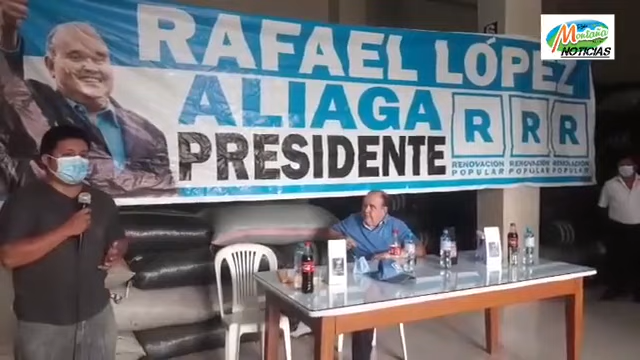 RAFAEL LÓPEZ
ALIAGA
PRESIDENTE
R R R
RENOVACIÓN POPULAR
RENOVACIÓN POPULAR
RENOVACIÓN POPULAR
Montaña
NOTICIAS